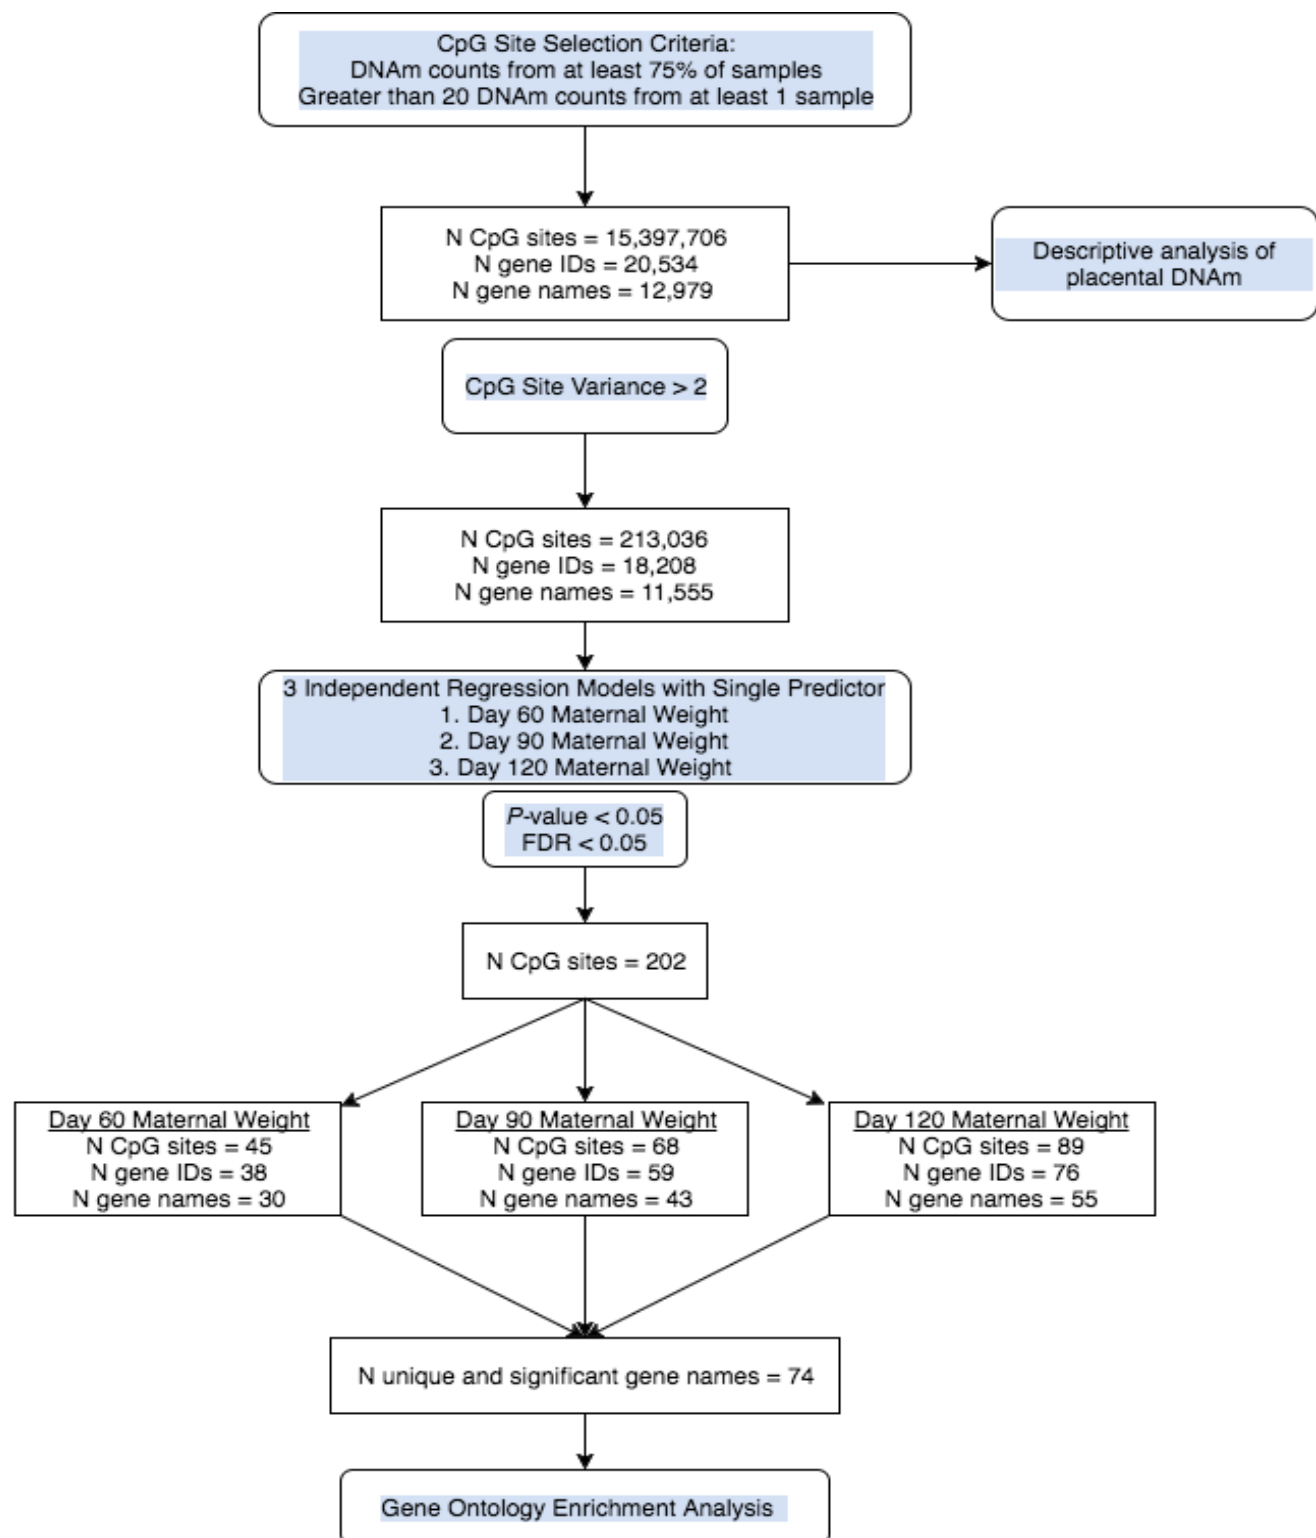 CpG Site Selection Criteria:
DNAm counts from at least 75% of samples
Greater than 20 DNAm counts from at least 1 sample
N CpG sites = 15,397,706
N gene IDs = 20,534
N gene names = 12,979
Descriptive analysis of
placental DNAm
CpG Site Variance > 2
N CpG sites = 213,036
N gene IDs = 18,208
N gene names = 11,555
3 Independent Regression Models with Single Predictor
1. Day 60 Maternal Weight
2. Day 90 Maternal Weight
3. Day 120 Maternal Weight
P-value < 0.05
FDR < 0.05
N CpG sites = 202
Day 60 Maternal Weight
N CpG sites = 45
N gene IDs = 38
N gene names = 30
Day 90 Maternal Weight
N CpG sites = 68
N gene IDs = 59
N gene names = 43
Day 120 Maternal Weight
N CpG sites = 89
N gene IDs = 76
N gene names = 55
N unique and significant gene names = 74
Gene Ontology Enrichment Analysis